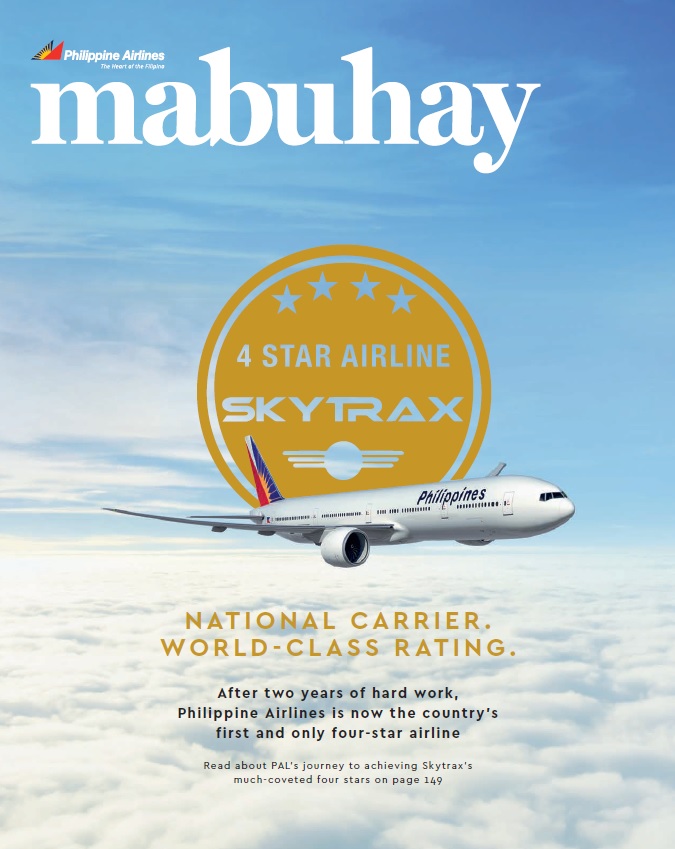 Philippine Airlines
The Heart of the Filipino
mabuhay
4 STAR AIRLINE
SKYTRAX
Philippines
NATIONAL CARRIER.
WORLD-CLASS RATING.
After two years of hard work,
Philippine Airlines is now the country's
first and only four-star airline
Read about PAL's journey to achieving Skytrax's
much-coveted four stars on page 149